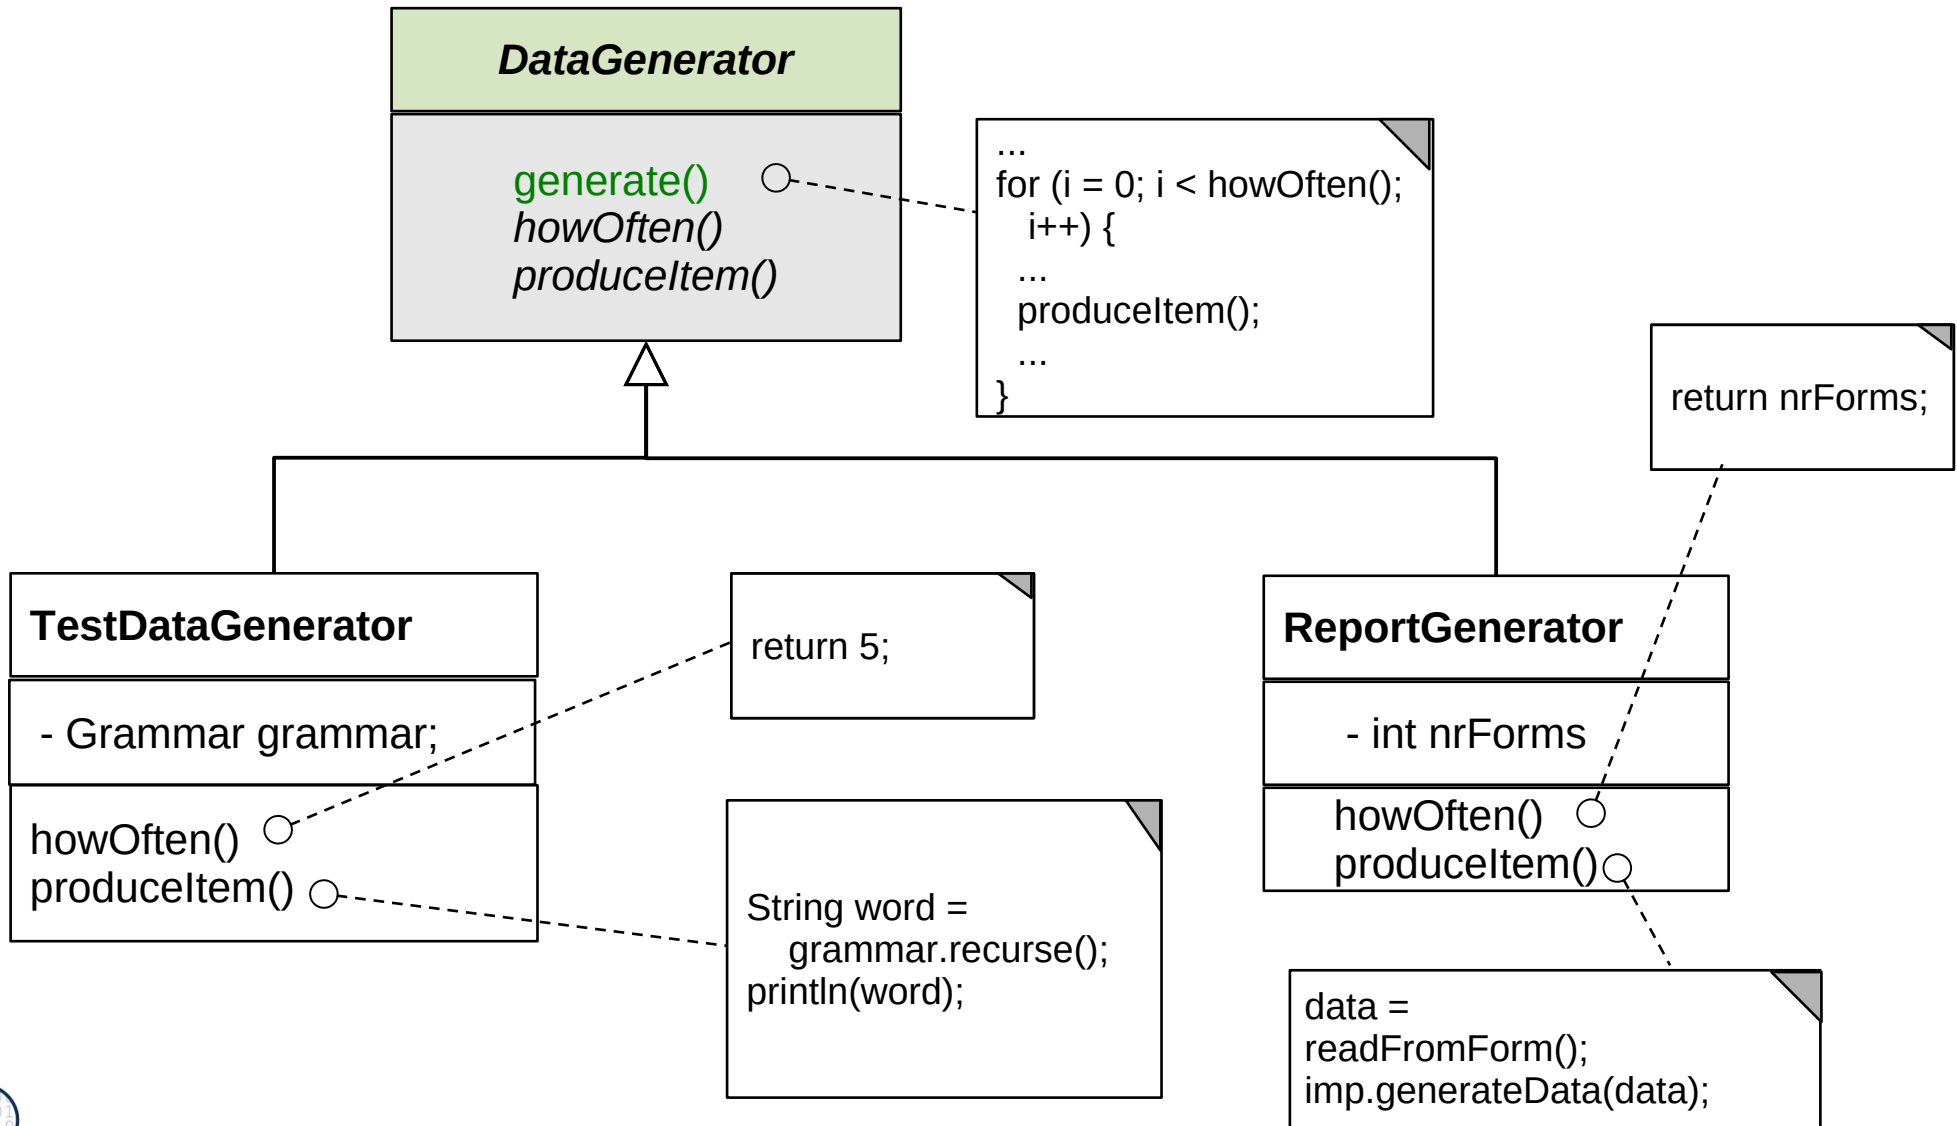 DataGenerator
generate()
howOften()
produceItem()
...
for (i = 0; i < howOften();
i++) {
...
produceItem();
...
}
return nrForms;
TestDataGenerator
- Grammar grammar;
howOften()
produceItem()
return 5;
String word =
grammar.recurse();
println(word);
ReportGenerator
- int nrForms
howOften()
produceItem()
data =
readFromForm();
imp.generateData(data);